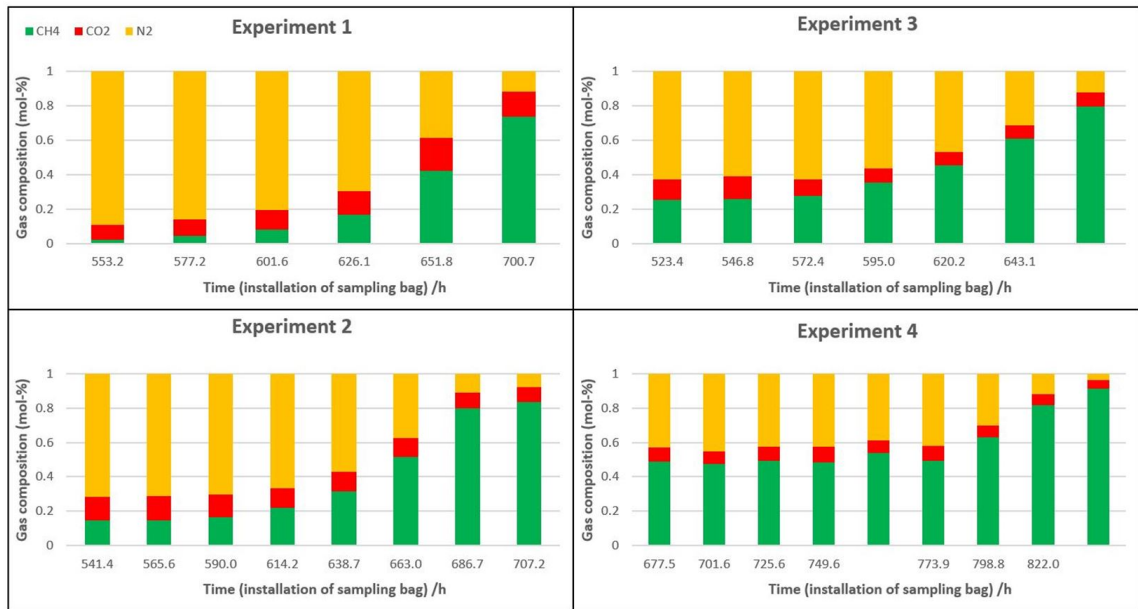 Experiment 1
CH4 CO2 N2
Gas composition (mol-%)
1
0.8
0.6
0.4
0.2
0
553.2 577.2 601.6 626.1 651.8 700.7
Time (installation of sampling bag) /h
Experiment 3
Gas composition (mol-%)
1
0.8
0.6
0.4
0.2
0
523.4 546.8 572.4 595.0 620.2 643.1
Time (installation of sampling bag) /h
Experiment 2
Gas composition (mol-%)
1
0.8
0.6
0.4
0.2
0
541.4 565.6 590.0 614.2 638.7 663.0 686.7 707.2
Time (installation of sampling bag) /h
Experiment 4
Gas composition (mol-%)
1
0.8
0.6
0.4
0.2
0
677.5 701.6 725.6 749.6 773.9 798.8 822.0
Time (installation of sampling bag) /h